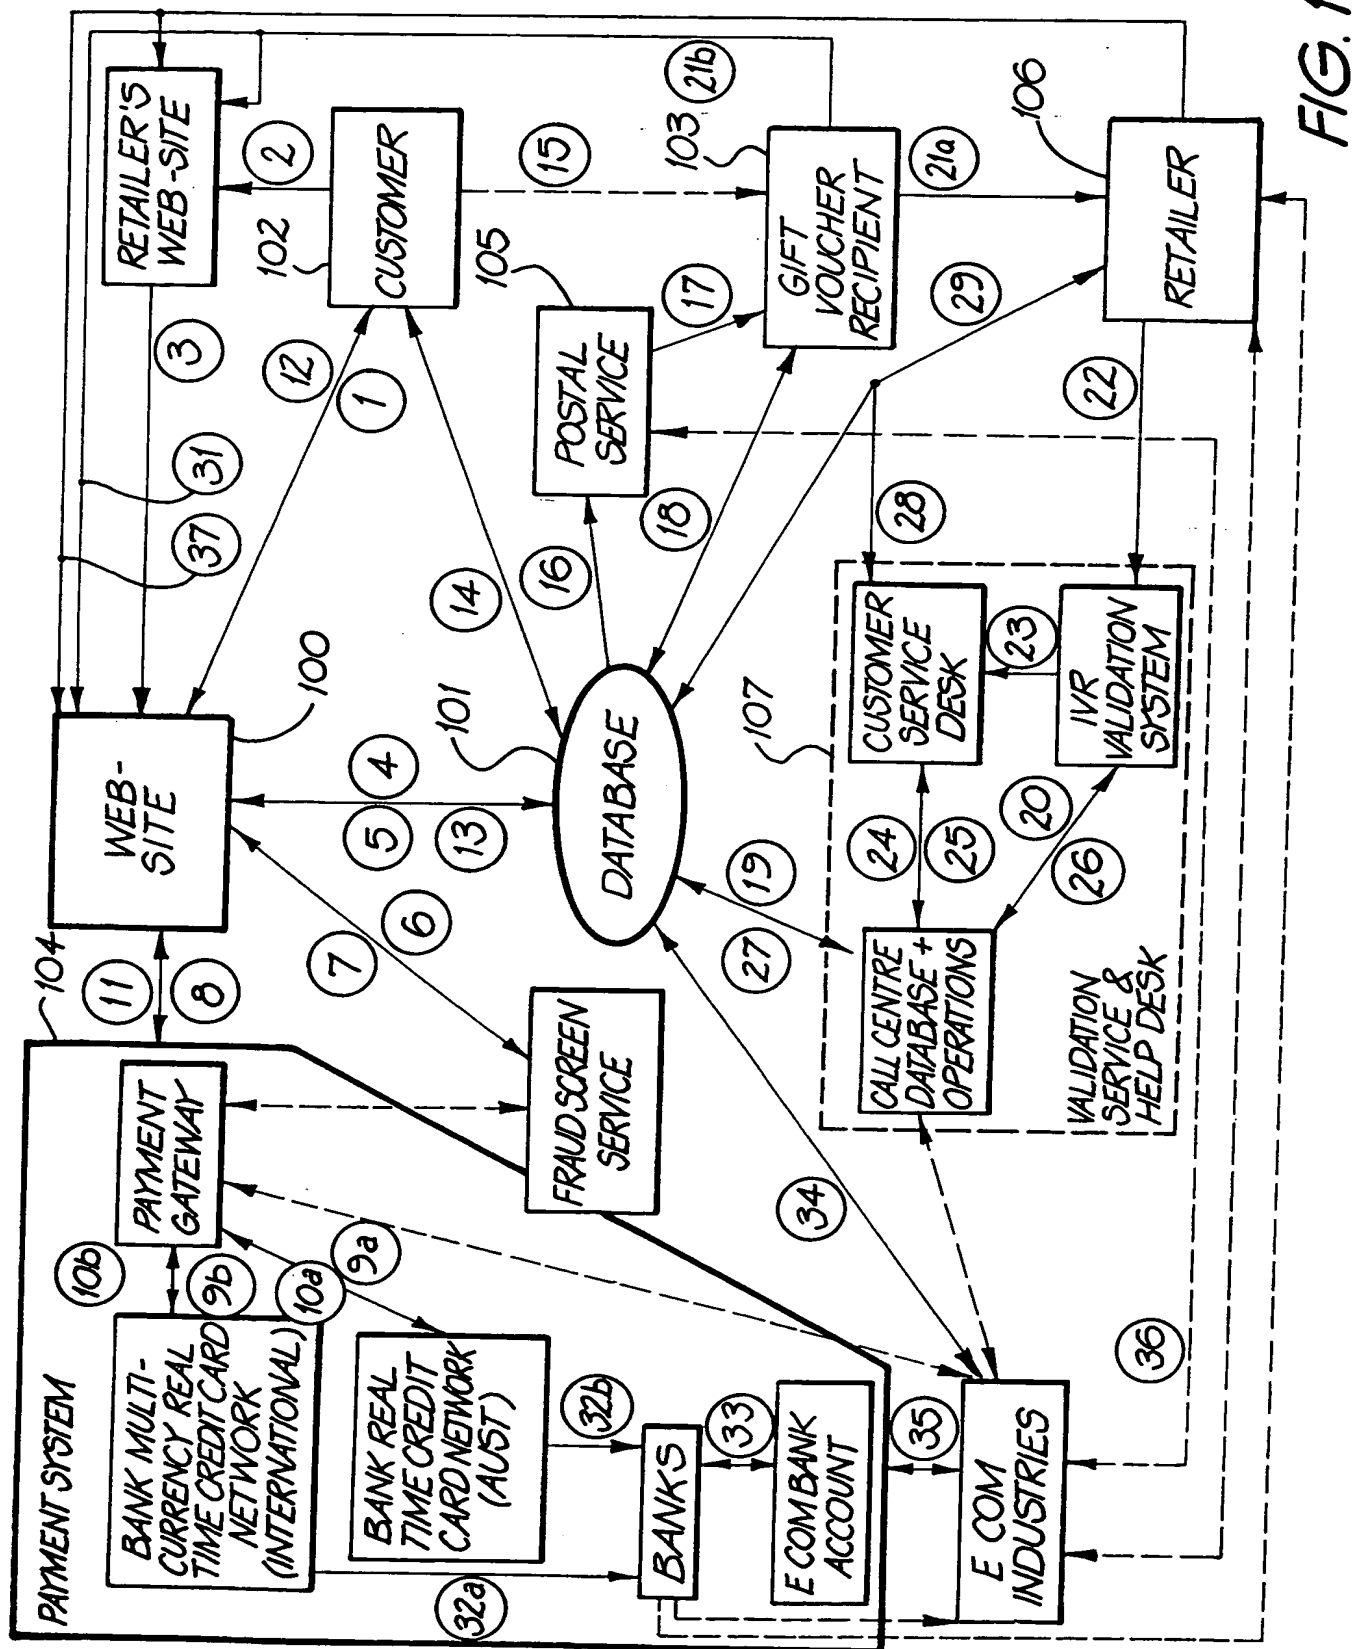 FIG. 1
PAYMENT SYSTEM
104
11
8
WEB-
SITE
100
37
31
3
RETAILER'S
WEB-SITE
2
102
CUSTOMER
12
1
14
15
PAYMENT
GATEWAY
10b
9b
10a
9a
BANK MULTI-
CURRENCY REAL
TIME CREDIT CARD
NETWORK
(INTERNATIONAL)
BANK REAL
TIME CREDIT
CARD NETWORK
(AUST)
32a
32b
BANKS
33
E COM BANK
ACCOUNT
35
E COM
INDUSTRIES
36
34
FRAUD SCREEN
SERVICE
7
6
4
5
13
101
DATABASE
16
105
POSTAL
SERVICE
17
18
103
GIFT
VOUCHER
RECIPIENT
21b
21a
106
RETAILER
29
28
22
19
27
107
CUSTOMER
SERVICE
DESK
23
IVR
VALIDATION
SYSTEM
24
25
20
26
CALL CENTRE
DATABASE +
OPERATIONS
VALIDATION
SERVICE &
HELP DESK